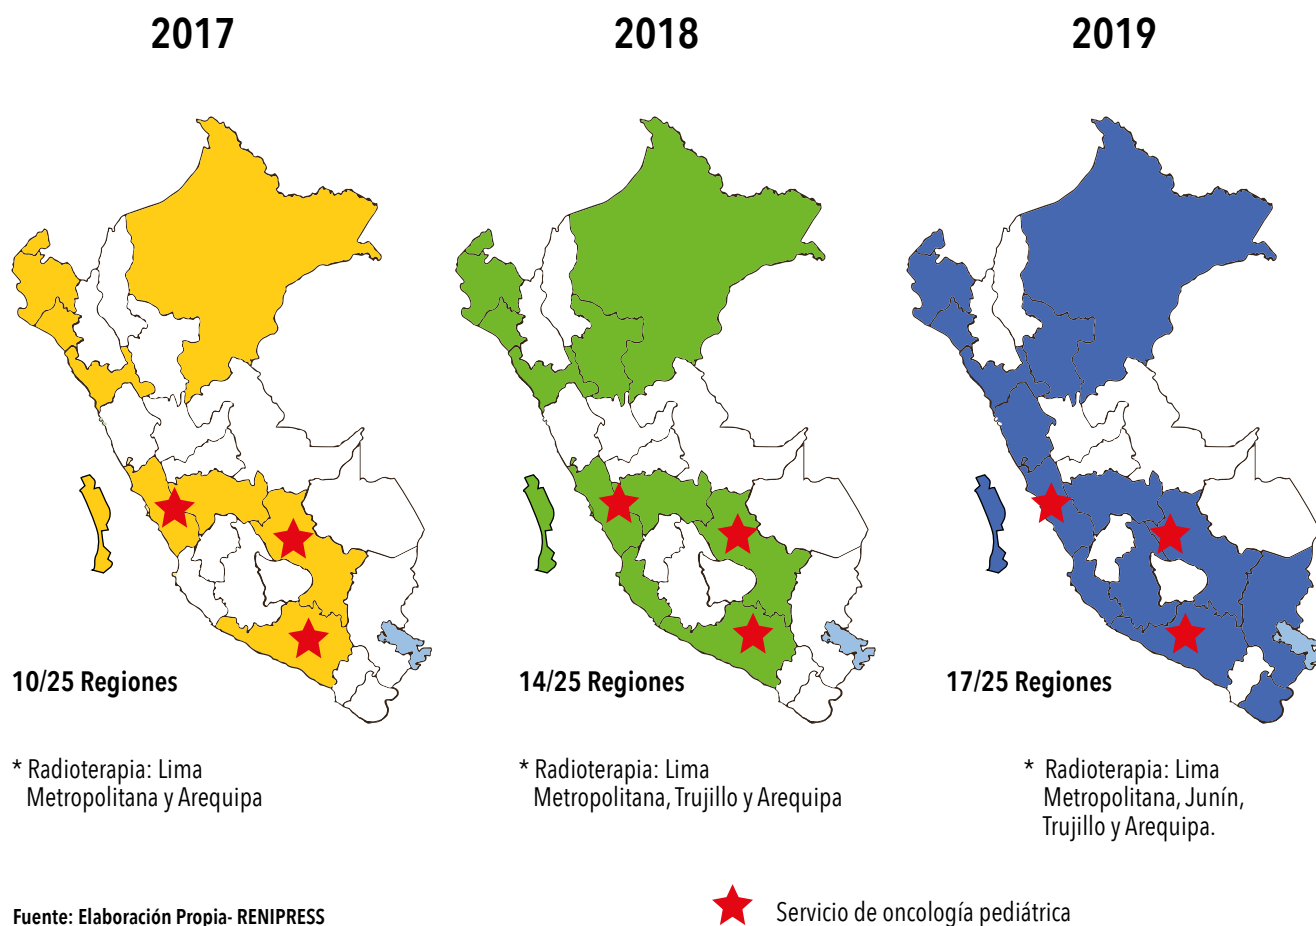 2017
2018
2019
10/25 Regiones
14/25 Regiones
17/25 Regiones
* Radioterapia: Lima
Metropolitana y Arequipa
* Radioterapia: Lima
Metropolitana, Trujillo y Arequipa
* Radioterapia: Lima
Metropolitana, Junín,
Trujillo y Arequipa.
Fuente: Elaboración Propia- RENIPRESS
Servicio de oncología pediátrica